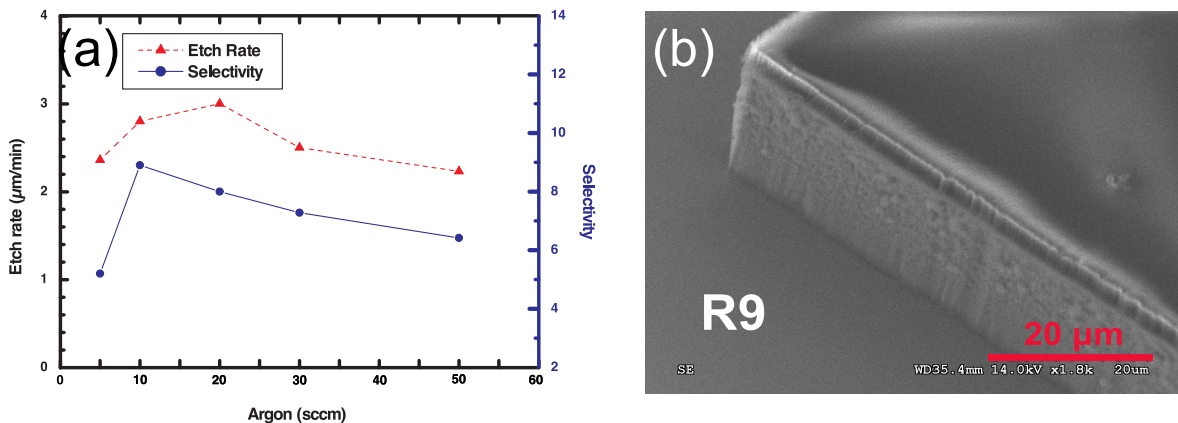 (a)
Etch Rate
Selectivity
4
3
2
1
0
Etch rate (µm/min)
14
12
10
8
6
4
2
Selectivity
0 10 20 30 40 50 60
Argon (sccm)
(b)
R9
20 µm
SE WD35.4mm 14.0kV x1.8k 20um